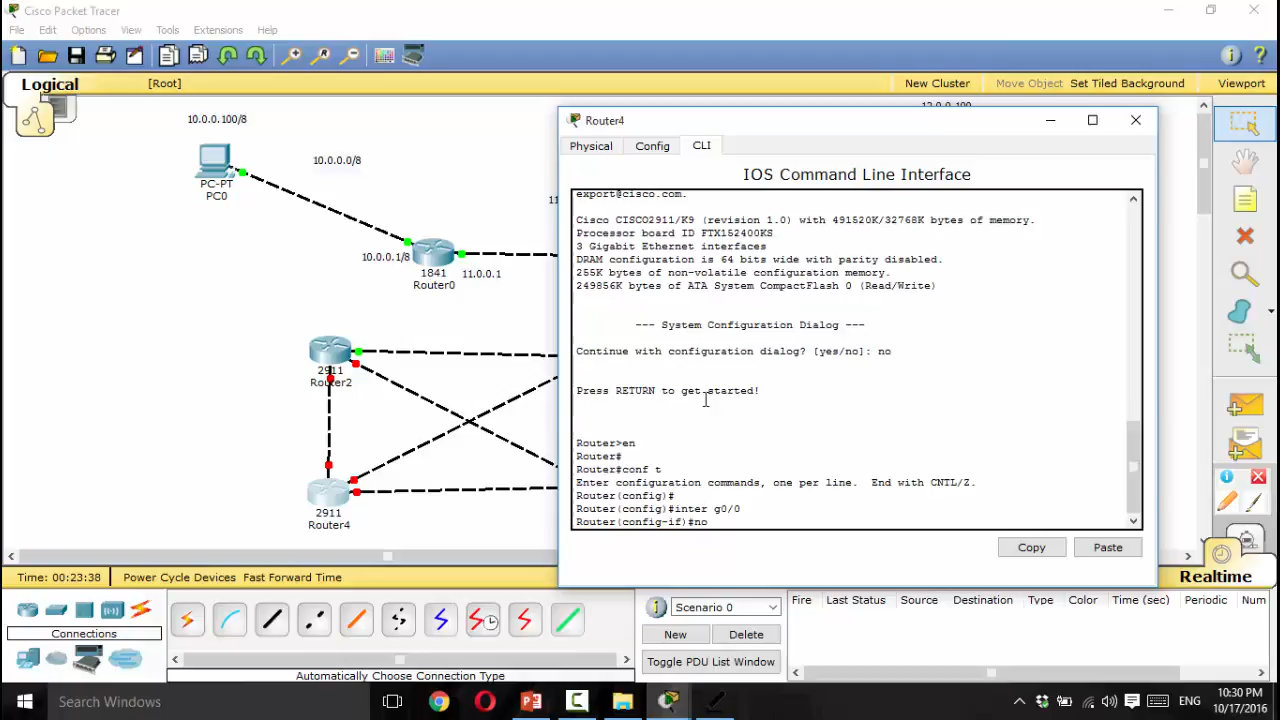 Cisco Packet Tracer
File Edit Options View Tools Extensions Help
Logical [Root] New Cluster Move Object Set Tiled Background Viewport
10.0.0.100/8
10.0.0.0/8
PC-PT
PC0
10.0.0.1/8
1841
Router0
11.0.0.1
2911
Router2
2911
Router4
Router4
Physical Config CLI
IOS Command Line Interface
export@cisco.com.
Cisco CISCO2911/K9 (revision 1.0) with 491520K/32768K bytes of memory.
Processor board ID FTX152400KS
3 Gigabit Ethernet interfaces
DRAM configuration is 64 bits wide with parity disabled.
255K bytes of non-volatile configuration memory.
249856K bytes of ATA System CompactFlash 0 (Read/Write)
--- System Configuration Dialog ---
Continue with configuration dialog? [yes/no]: no
Press RETURN to get started!
Router>en
Router#
Router#conf t
Enter configuration commands, one per line. End with CNTL/Z.
Router(config)#
Router(config)#inter g0/0
Router(config-if)#no
Copy Paste
Time: 00:23:38 Power Cycle Devices Fast Forward Time
Realtime
Connections
Automatically Choose Connection Type
Scenario 0
New Delete
Toggle PDU List Window
Fire Last Status Source Destination Type Color Time (sec) Periodic Num
Search Windows
ENG
10:30 PM
10/17/2016